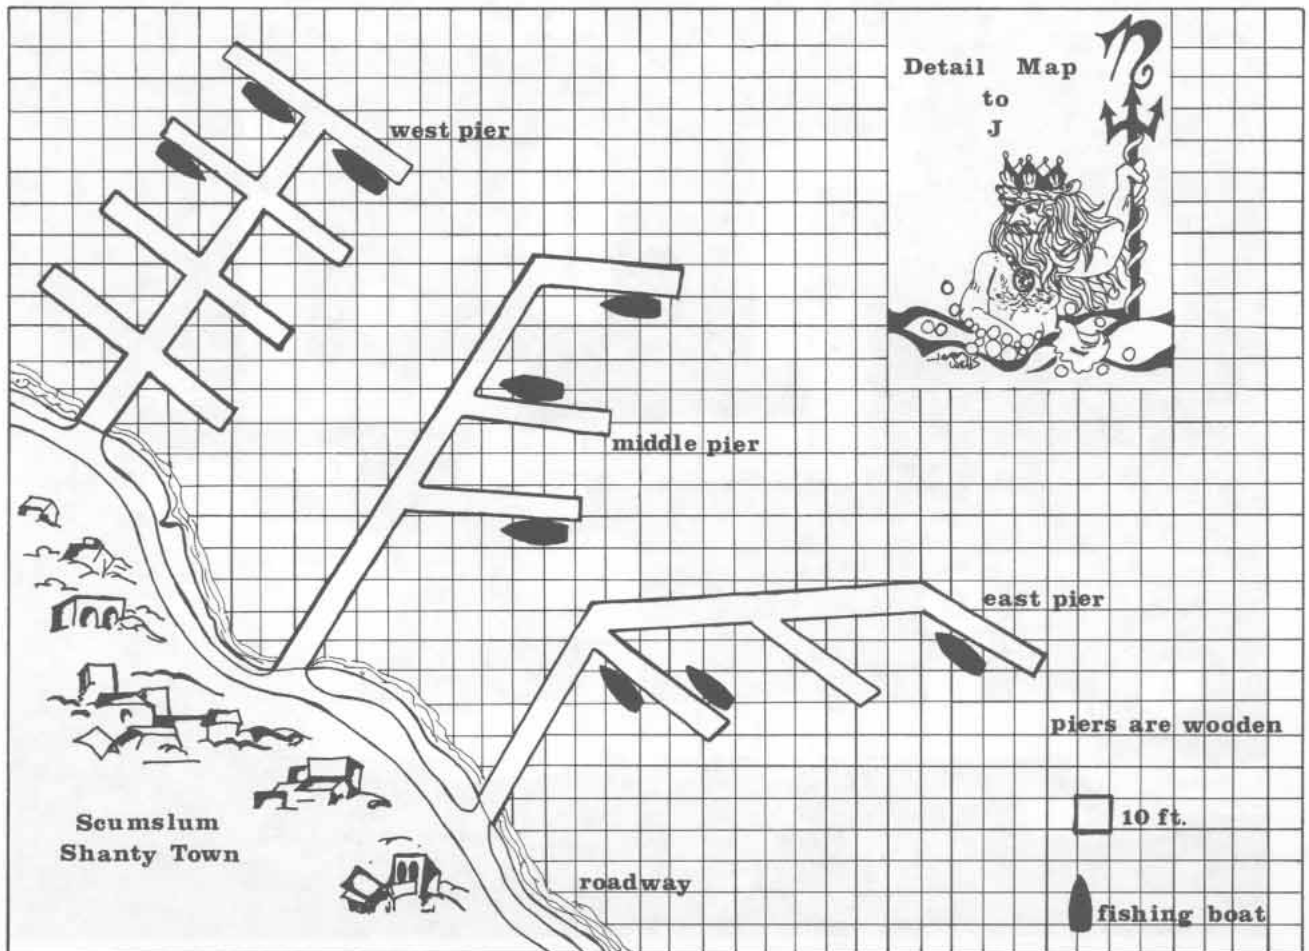 Detail Map
to
J
n
west pier
middle pier
east pier
piers are wooden
10 ft.
Scumslum
Shanty Town
roadway
fishing boat